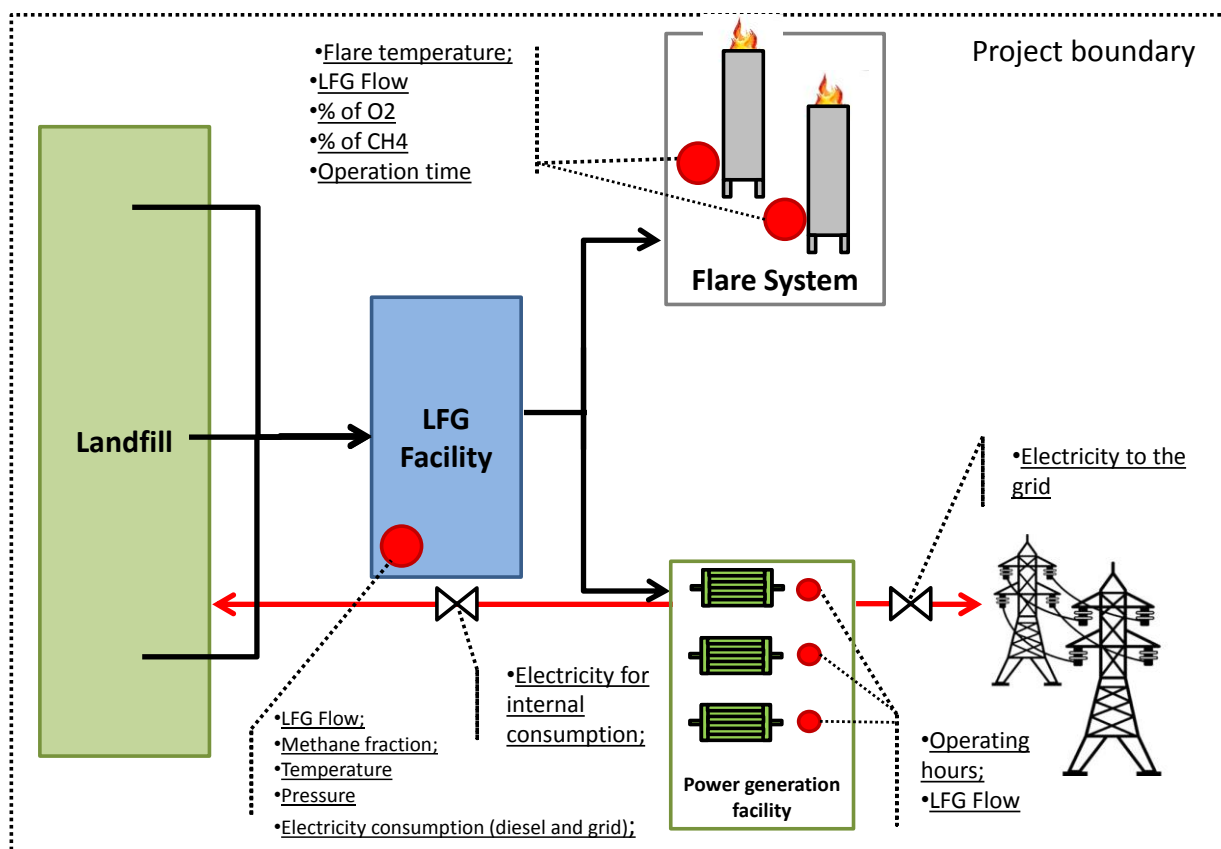 Project boundary
•Flare temperature;
•LFG Flow
•% of O2
•% of CH4
•Operation time
Flare System
Landfill
LFG
Facility
•Electricity to the
grid
•Electricity for
internal
consumption;
•LFG Flow;
•Methane fraction;
•Temperature
•Pressure
•Electricity consumption (diesel and grid);
Power generation
facility
•Operating
hours;
•LFG Flow